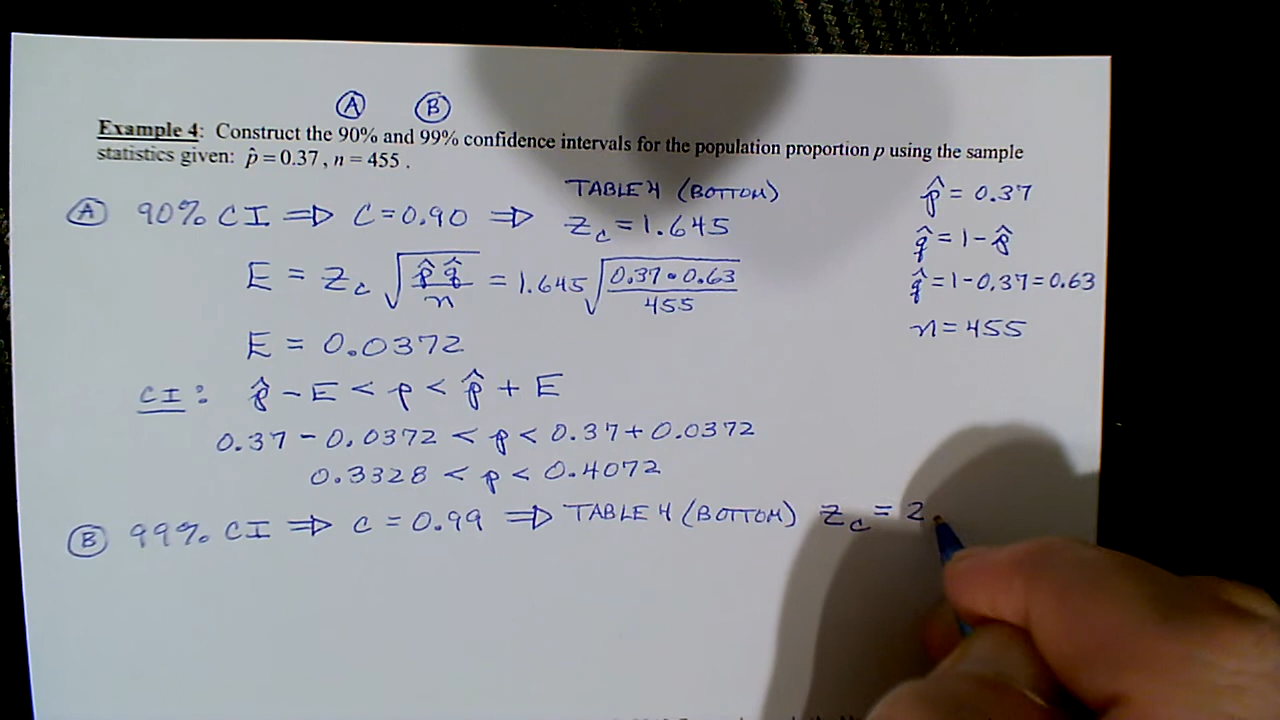 Ⓐ Ⓑ
Example 4: Construct the 90% and 99% confidence intervals for the population proportion p using the sample
statistics given: p̂ = 0.37, n = 455.
Ⓐ 90% CI ⇒ C = 0.90 ⇒ TABLE 4 (BOTTOM)
z_c = 1.645
p̂ = 0.37
q̂ = 1 - p̂
q̂ = 1 - 0.37 = 0.63
n = 455
E = z_c √(p̂ q̂ / n) = 1.645 √(0.37 • 0.63 / 455)
E = 0.0372
CI: p̂ - E < p < p̂ + E
0.37 - 0.0372 < p < 0.37 + 0.0372
0.3328 < p < 0.4072
Ⓑ 99% CI ⇒ C = 0.99 ⇒ TABLE 4 (BOTTOM) z_c = 2.